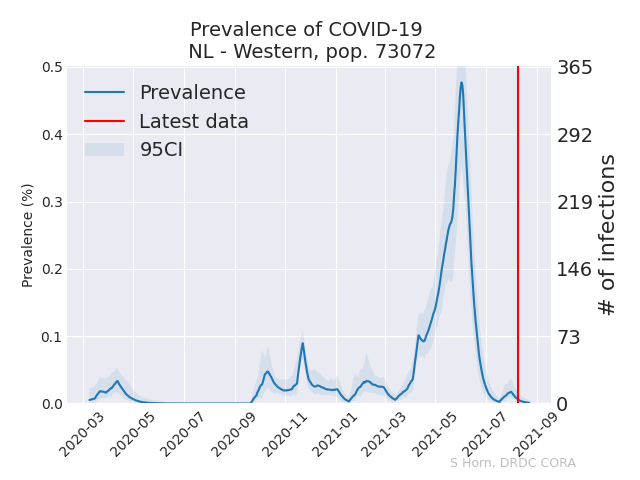 Prevalence of COVID-19
NL - Western, pop. 73072
Prevalence
Latest data
95CI
Prevalence (%)
0.5
0.4
0.3
0.2
0.1
0.0
365
292
219
146
73
0
# of infections
2020-03
2020-05
2020-07
2020-09
2020-11
2021-01
2021-03
2021-05
2021-07
2021-09
S Horn, DRDC CORA